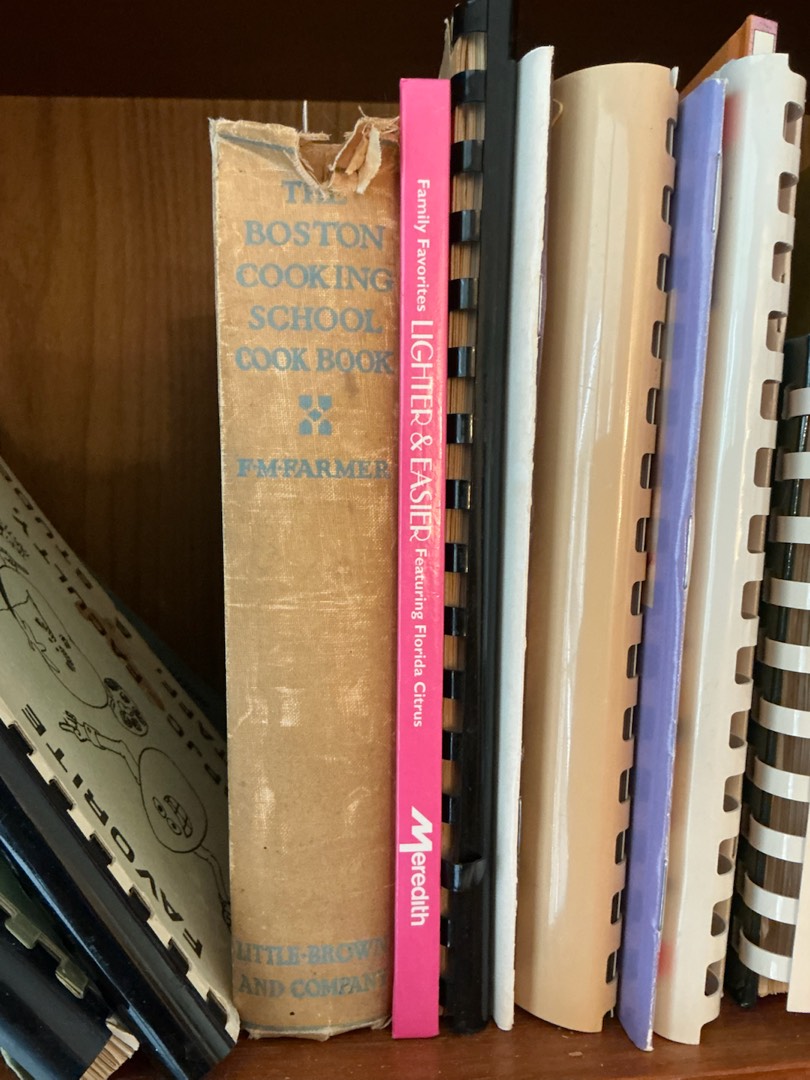 THE
BOSTON
COOKING
SCHOOL
COOK BOOK
F·M·FARMER
LITTLE·BROWN
AND COMPANY
Family Favorites LIGHTER & EASIER Featuring Florida Citrus
Meredith
FAVORITE